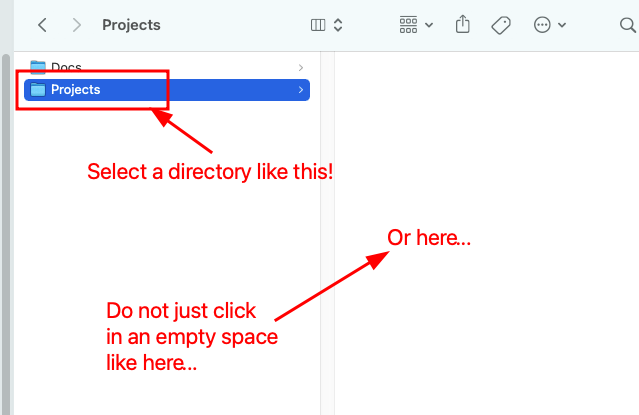 Projects
Docs
Projects
Select a directory like this!
Or here...
Do not just click
in an empty space
like here...